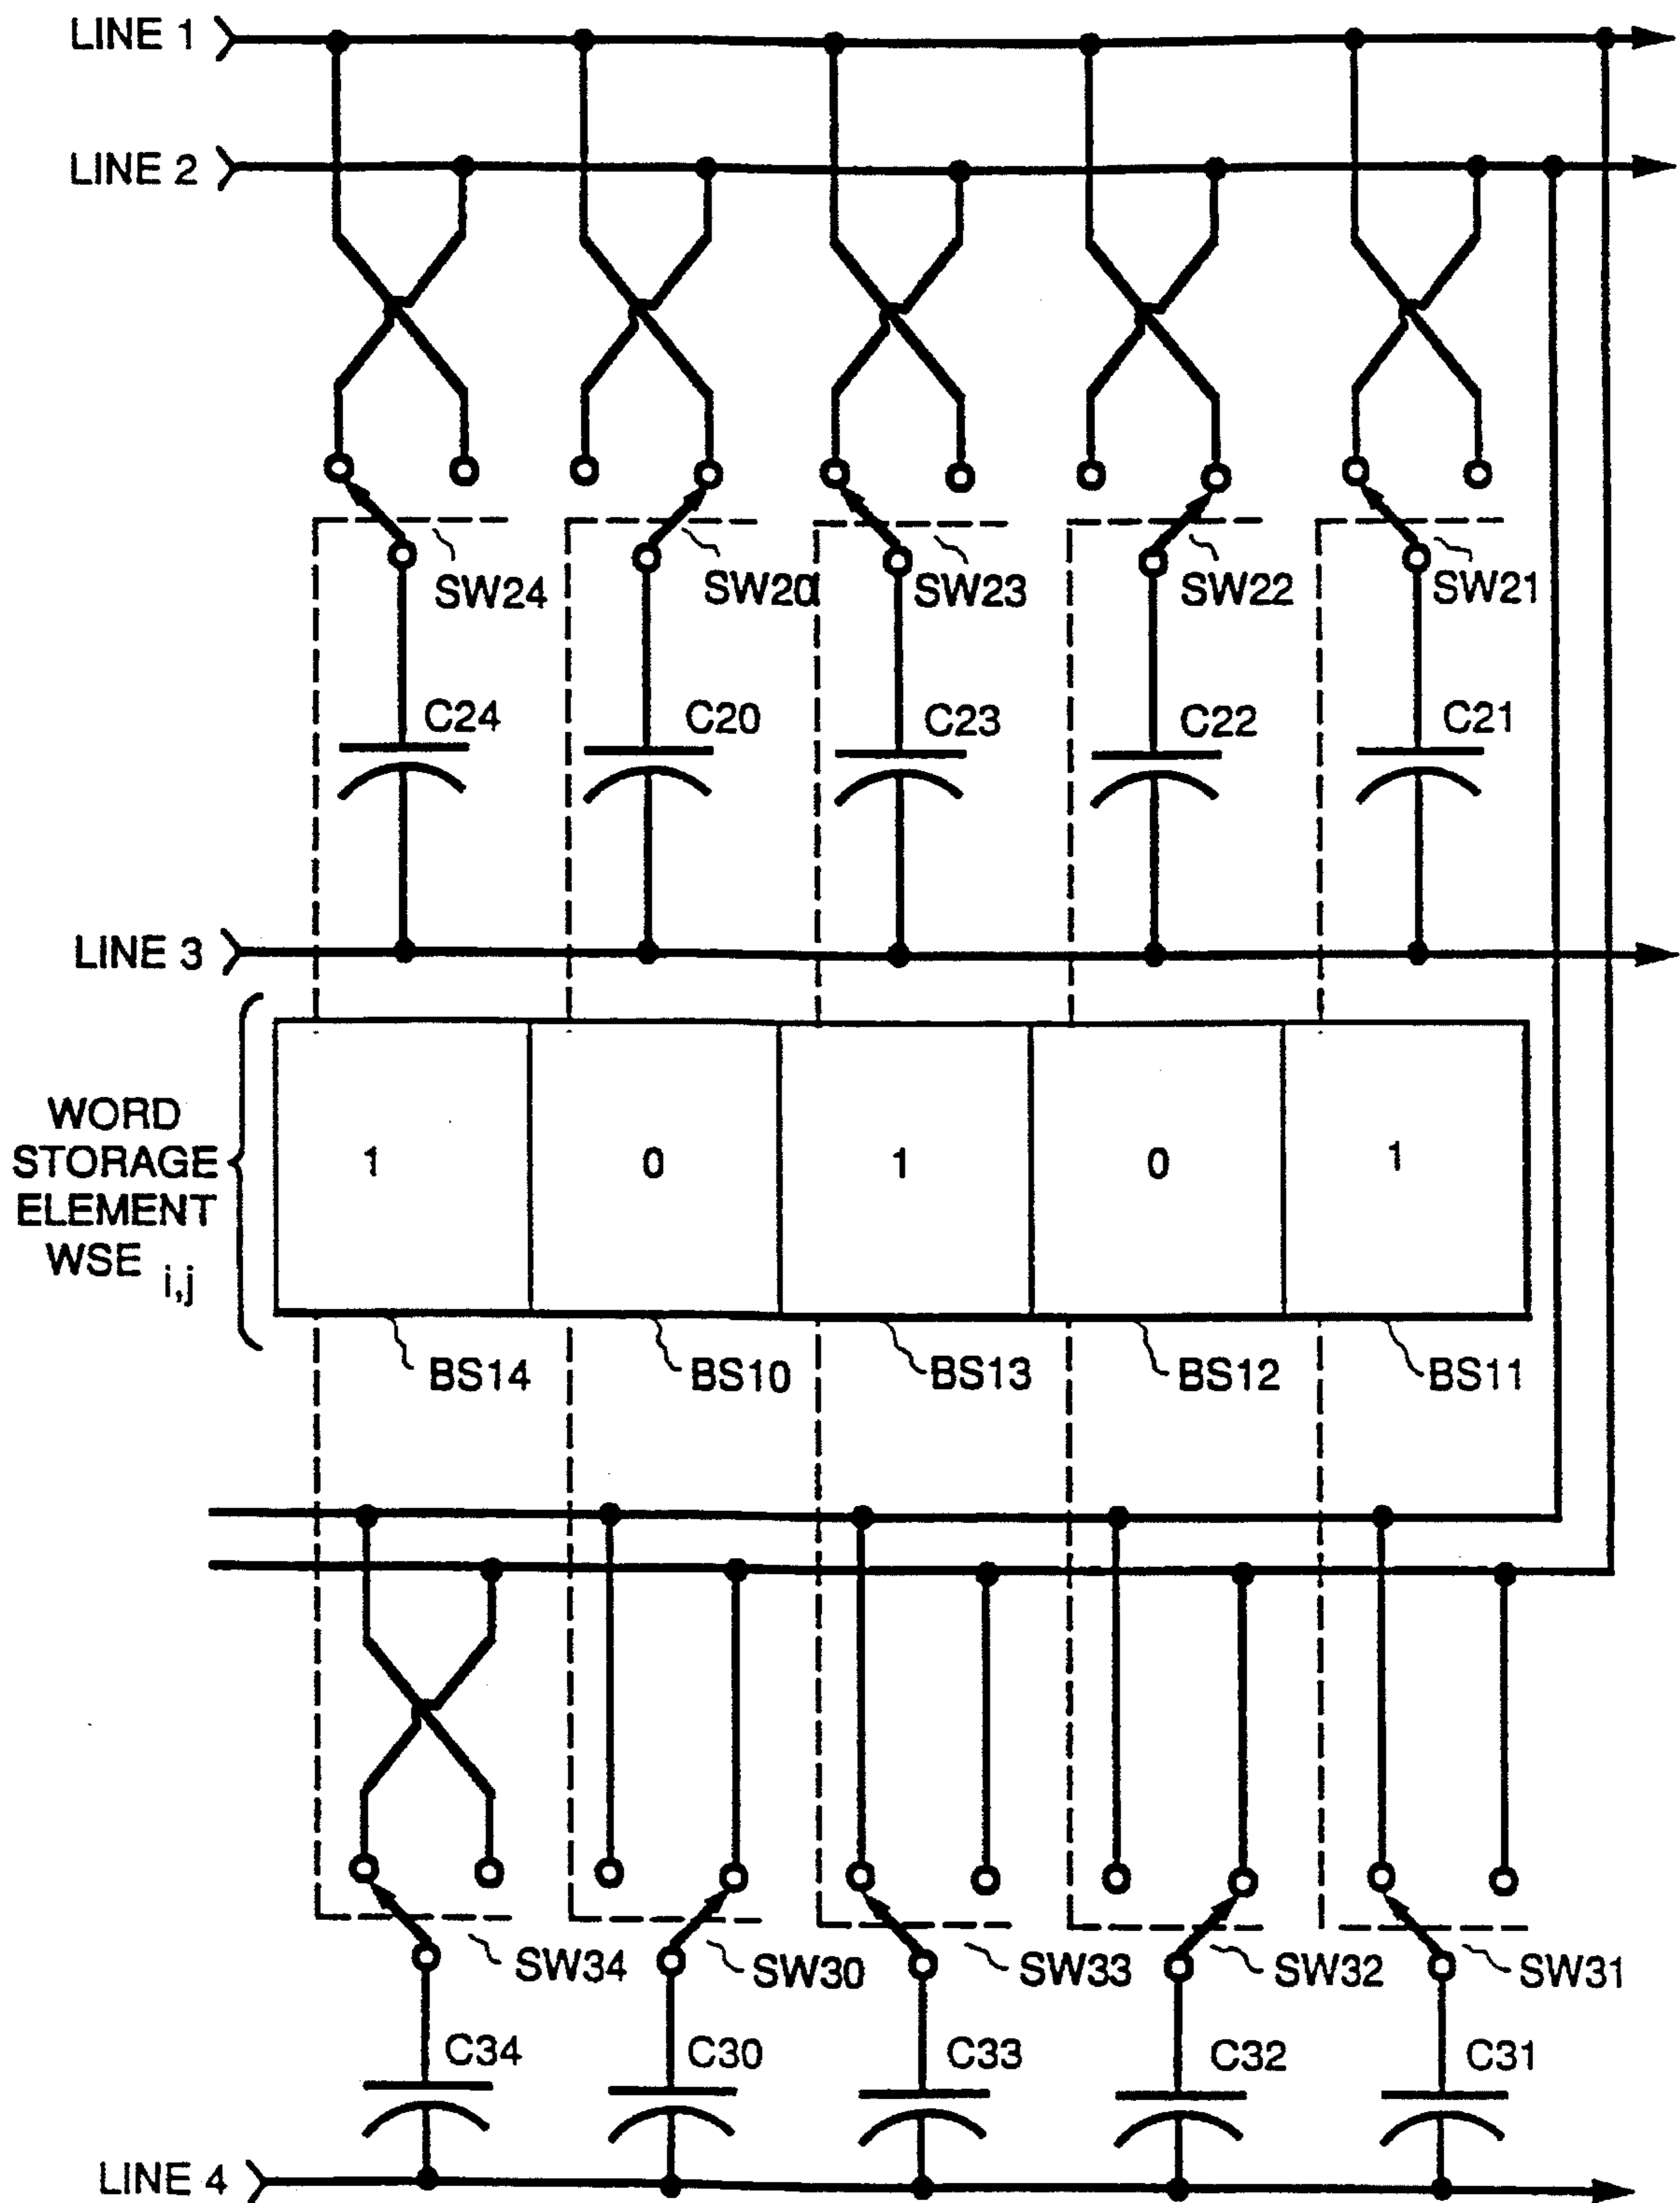 LINE 1
LINE 2
SW24 SW20 SW23 SW22 SW21
C24 C20 C23 C22 C21
LINE 3
WORD
STORAGE
ELEMENT
WSE i,j
1 0 1 0 1
BS14 BS10 BS13 BS12 BS11
SW34 SW30 SW33 SW32 SW31
C34 C30 C33 C32 C31
LINE 4